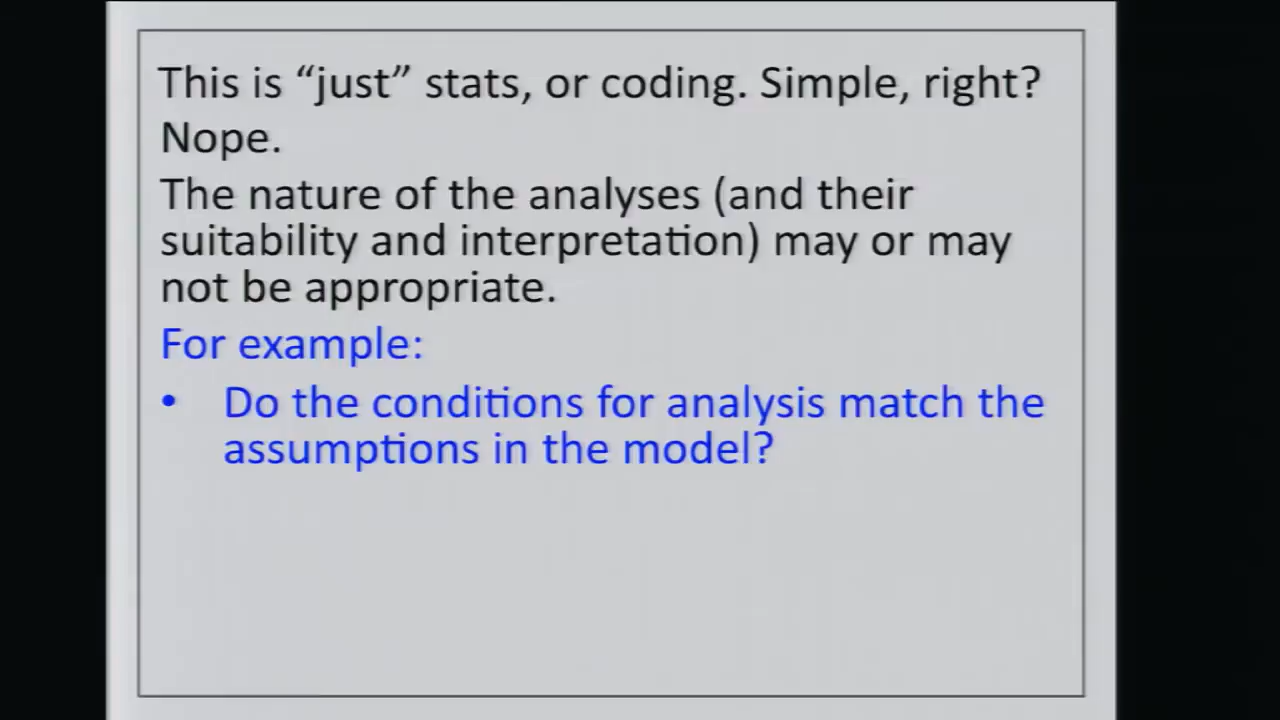 This is “just” stats, or coding. Simple, right?
Nope.
The nature of the analyses (and their
suitability and interpretation) may or may
not be appropriate.
For example:
• Do the conditions for analysis match the
assumptions in the model?